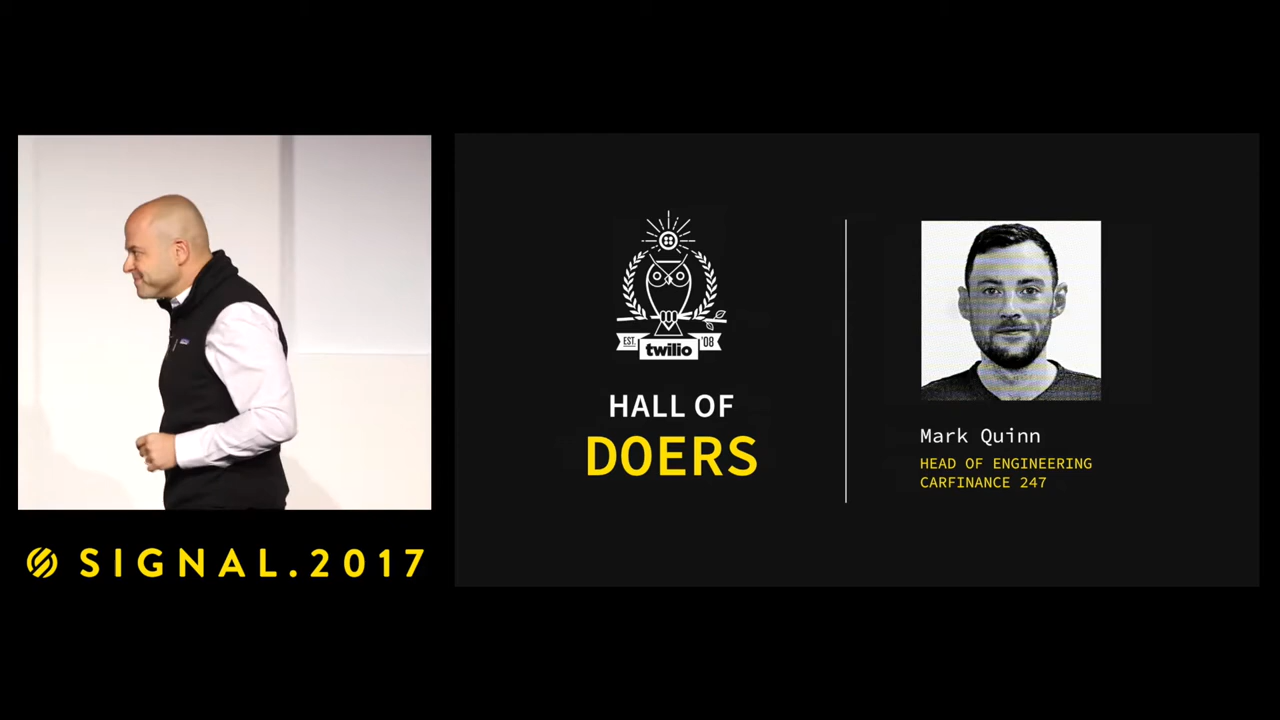 EST.
'08
twilio
HALL OF
DOERS
Mark Quinn
HEAD OF ENGINEERING
CARFINANCE 247
SIGNAL.2017